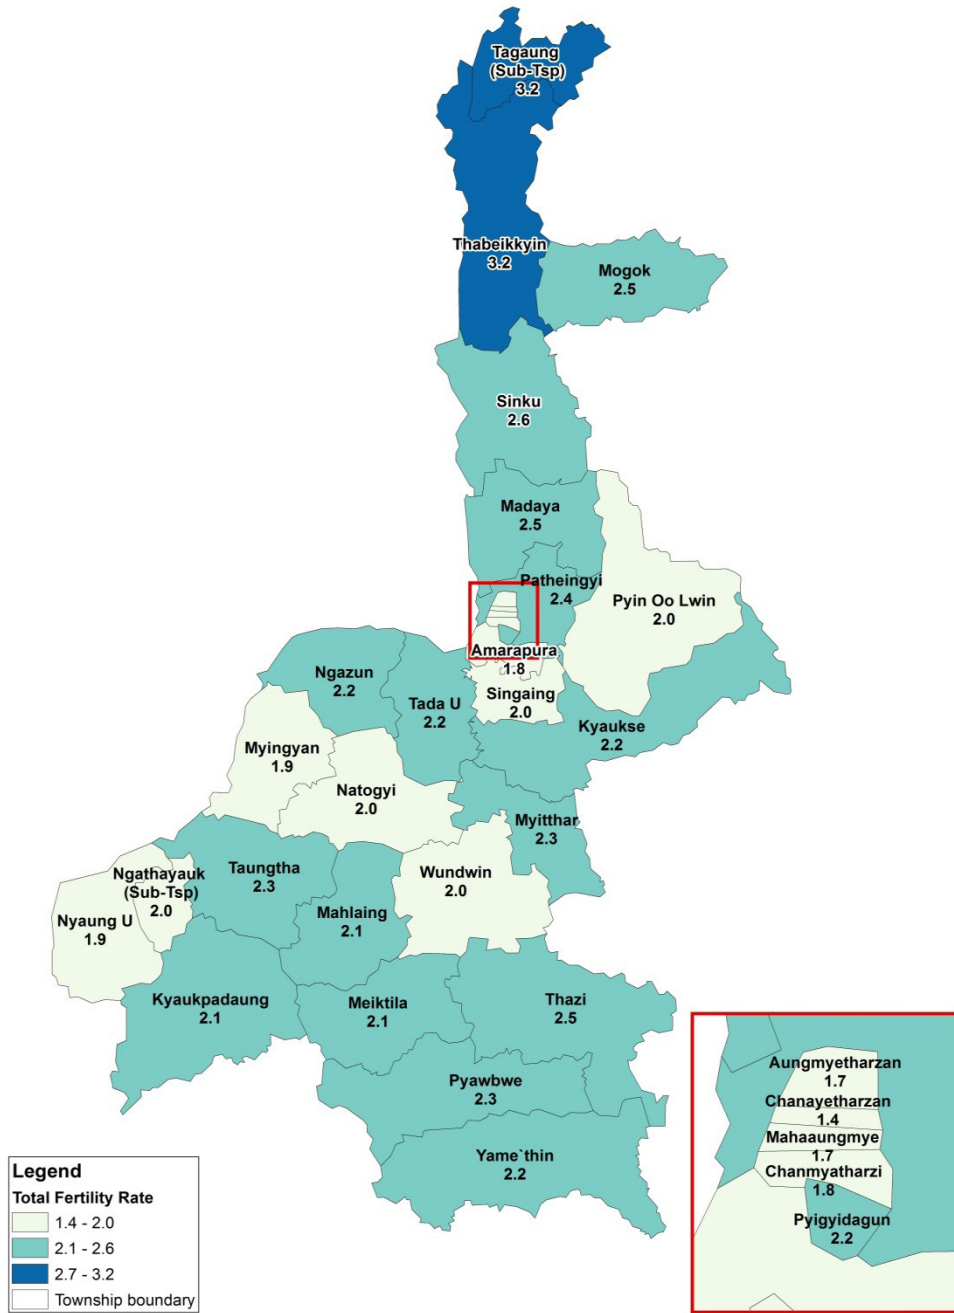 Tagaung
(Sub-Tsp)
3.2
Thabeikkyin
3.2
Mogok
2.5
Sinku
2.6
Madaya
2.5
Patheingyi
2.4
Pyin Oo Lwin
2.0
Amarapura
1.8
Singaing
2.0
Ngazun
2.2
Tada U
2.2
Kyaukse
2.2
Myingyan
1.9
Natogyi
2.0
Myitthar
2.3
Ngathayauk
(Sub-Tsp)
2.0
Taungtha
2.3
Wundwin
2.0
Nyaung U
1.9
Mahlaing
2.1
Kyaukpadaung
2.1
Meiktila
2.1
Thazi
2.5
Pyawbwe
2.3
Yame`thin
2.2
Aungmyetharzan
1.7
Chanayetharzan
1.4
Mahaaungmye
1.7
Chanmyatharzi
1.8
Pyigyidagun
2.2
Legend
Total Fertility Rate
1.4 - 2.0
2.1 - 2.6
2.7 - 3.2
Township boundary